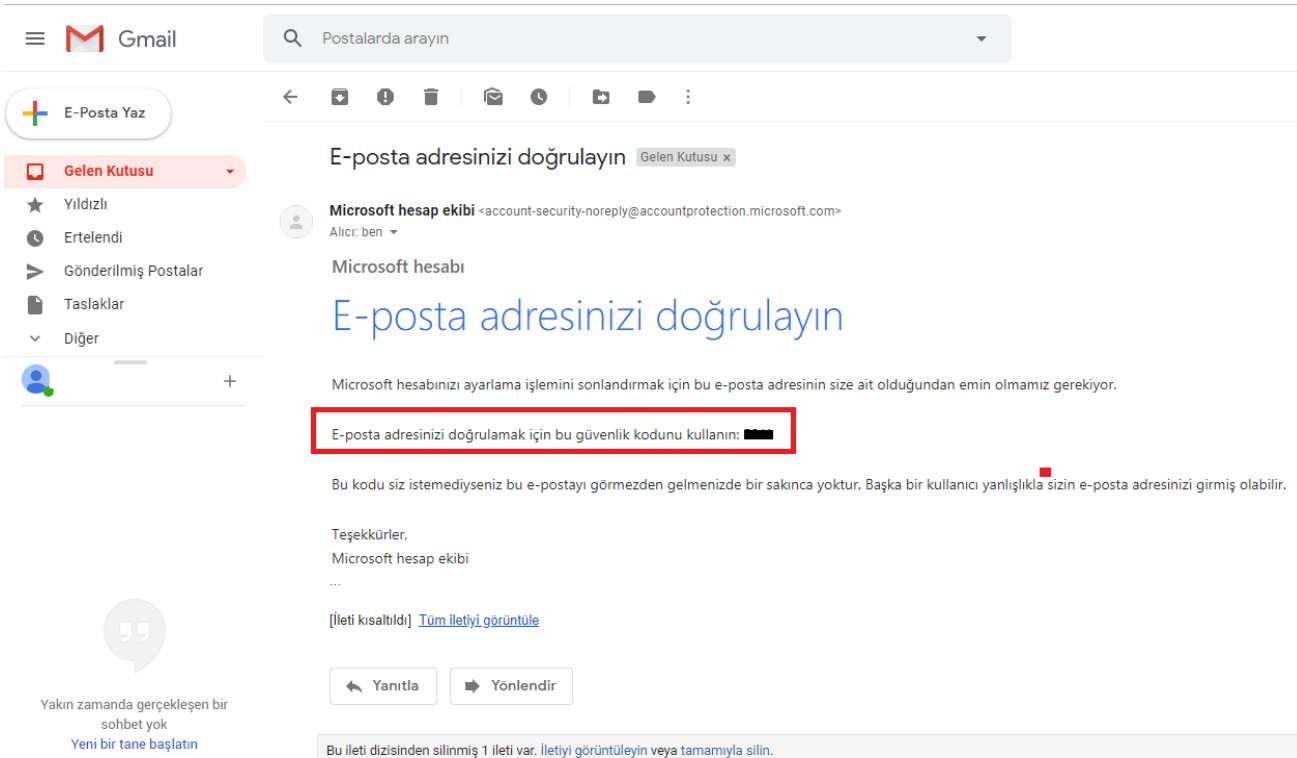 Gmail
Postalarda arayın
E-Posta Yaz
Gelen Kutusu
Yıldızlı
Ertelendi
Gönderilmiş Postalar
Taslaklar
Diğer
Yakın zamanda gerçekleşen bir
sohbet yok
Yeni bir tane başlatın
E-posta adresinizi doğrulayın Gelen Kutusu x
Microsoft hesap ekibi <account-security-noreply@accountprotection.microsoft.com>
Alıcı: ben
Microsoft hesabı
E-posta adresinizi doğrulayın
Microsoft hesabınızı ayarlama işlemini sonlandırmak için bu e-posta adresinin size ait olduğundan emin olmamız gerekiyor.
E-posta adresinizi doğrulamak için bu güvenlik kodunu kullanın:
Bu kodu siz istemediyseniz bu e-postayı görmezden gelmenizde bir sakınca yoktur. Başka bir kullanıcı yanlışlıkla sizin e-posta adresinizi girmiş olabilir.
Teşekkürler,
Microsoft hesap ekibi
...
[İleti kısaltıldı] Tüm iletiyi görüntüle
Yanıtla Yönlendir
Bu ileti dizisinden silinmiş 1 ileti var. İletiyi görüntüleyin veya tamamıyla silin.